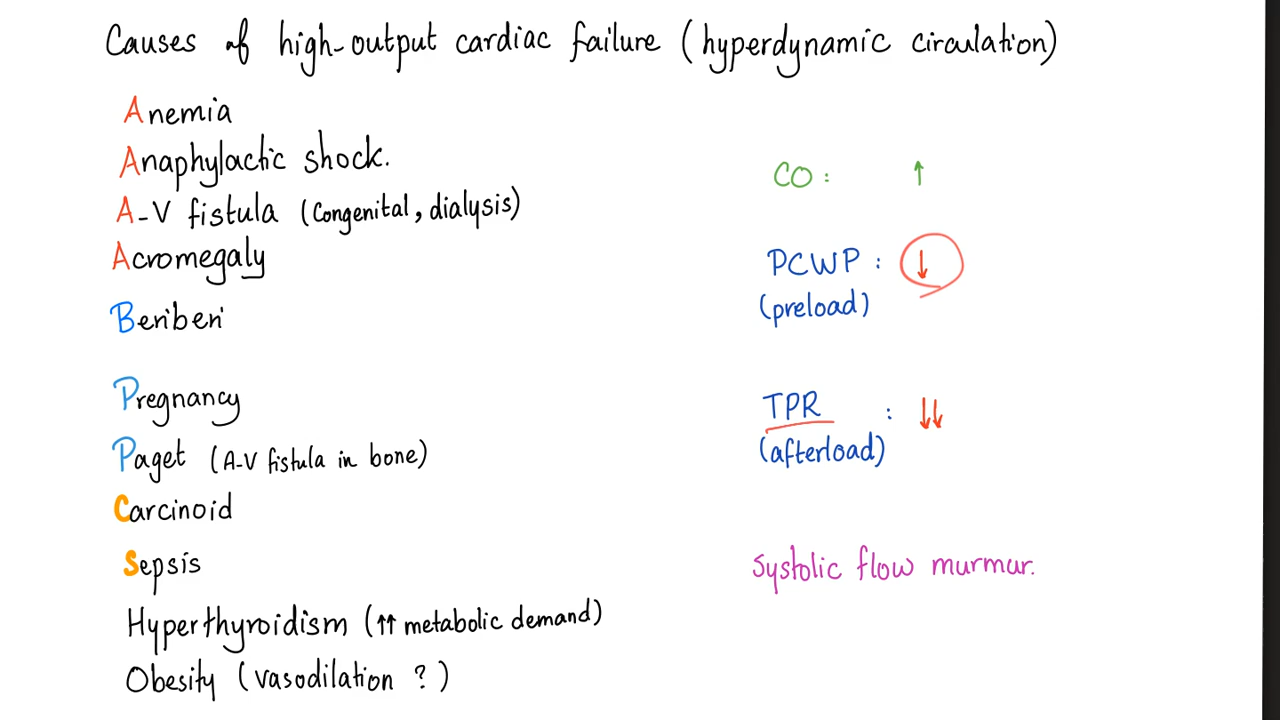 Causes of high-output cardiac failure (hyperdynamic circulation)
Anemia
Anaphylactic shock.
A-V fistula (Congenital, dialysis)
Acromegaly
Beriberi
Pregnancy
Paget (A-V fistula in bone)
Carcinoid
Sepsis
Hyperthyroidism (↑↑ metabolic demand)
Obesity (vasodilation ?)
CO : ↑
PCWP : ↓
(preload)
TPR : ↓↓
(afterload)
Systolic flow murmur.